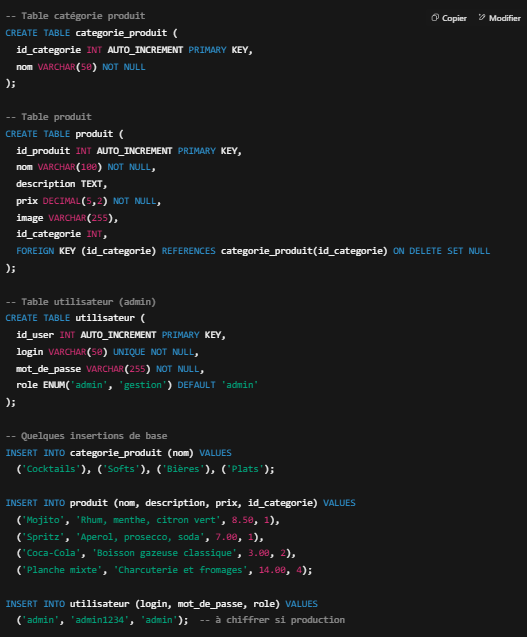 -- Table catégorie produit
Copier Modifier
CREATE TABLE categorie_produit (
  id_categorie INT AUTO_INCREMENT PRIMARY KEY,
  nom VARCHAR(50) NOT NULL
);
-- Table produit
CREATE TABLE produit (
  id_produit INT AUTO_INCREMENT PRIMARY KEY,
  nom VARCHAR(100) NOT NULL,
  description TEXT,
  prix DECIMAL(5,2) NOT NULL,
  image VARCHAR(255),
  id_categorie INT,
  FOREIGN KEY (id_categorie) REFERENCES categorie_produit(id_categorie) ON DELETE SET NULL
);
-- Table utilisateur (admin)
CREATE TABLE utilisateur (
  id_user INT AUTO_INCREMENT PRIMARY KEY,
  login VARCHAR(50) UNIQUE NOT NULL,
  mot_de_passe VARCHAR(255) NOT NULL,
  role ENUM('admin', 'gestion') DEFAULT 'admin'
);
-- Quelques insertions de base
INSERT INTO categorie_produit (nom) VALUES
  ('Cocktails'), ('Softs'), ('Bières'), ('Plats');
INSERT INTO produit (nom, description, prix, id_categorie) VALUES
  ('Mojito', 'Rhum, menthe, citron vert', 8.50, 1),
  ('Spritz', 'Aperol, prosecco, soda', 7.00, 1),
  ('Coca-Cola', 'Boisson gazeuse classique', 3.00, 2),
  ('Planche mixte', 'Charcuterie et fromages', 14.00, 4);
INSERT INTO utilisateur (login, mot_de_passe, role) VALUES
  ('admin', 'admin1234', 'admin');  -- à chiffrer si production